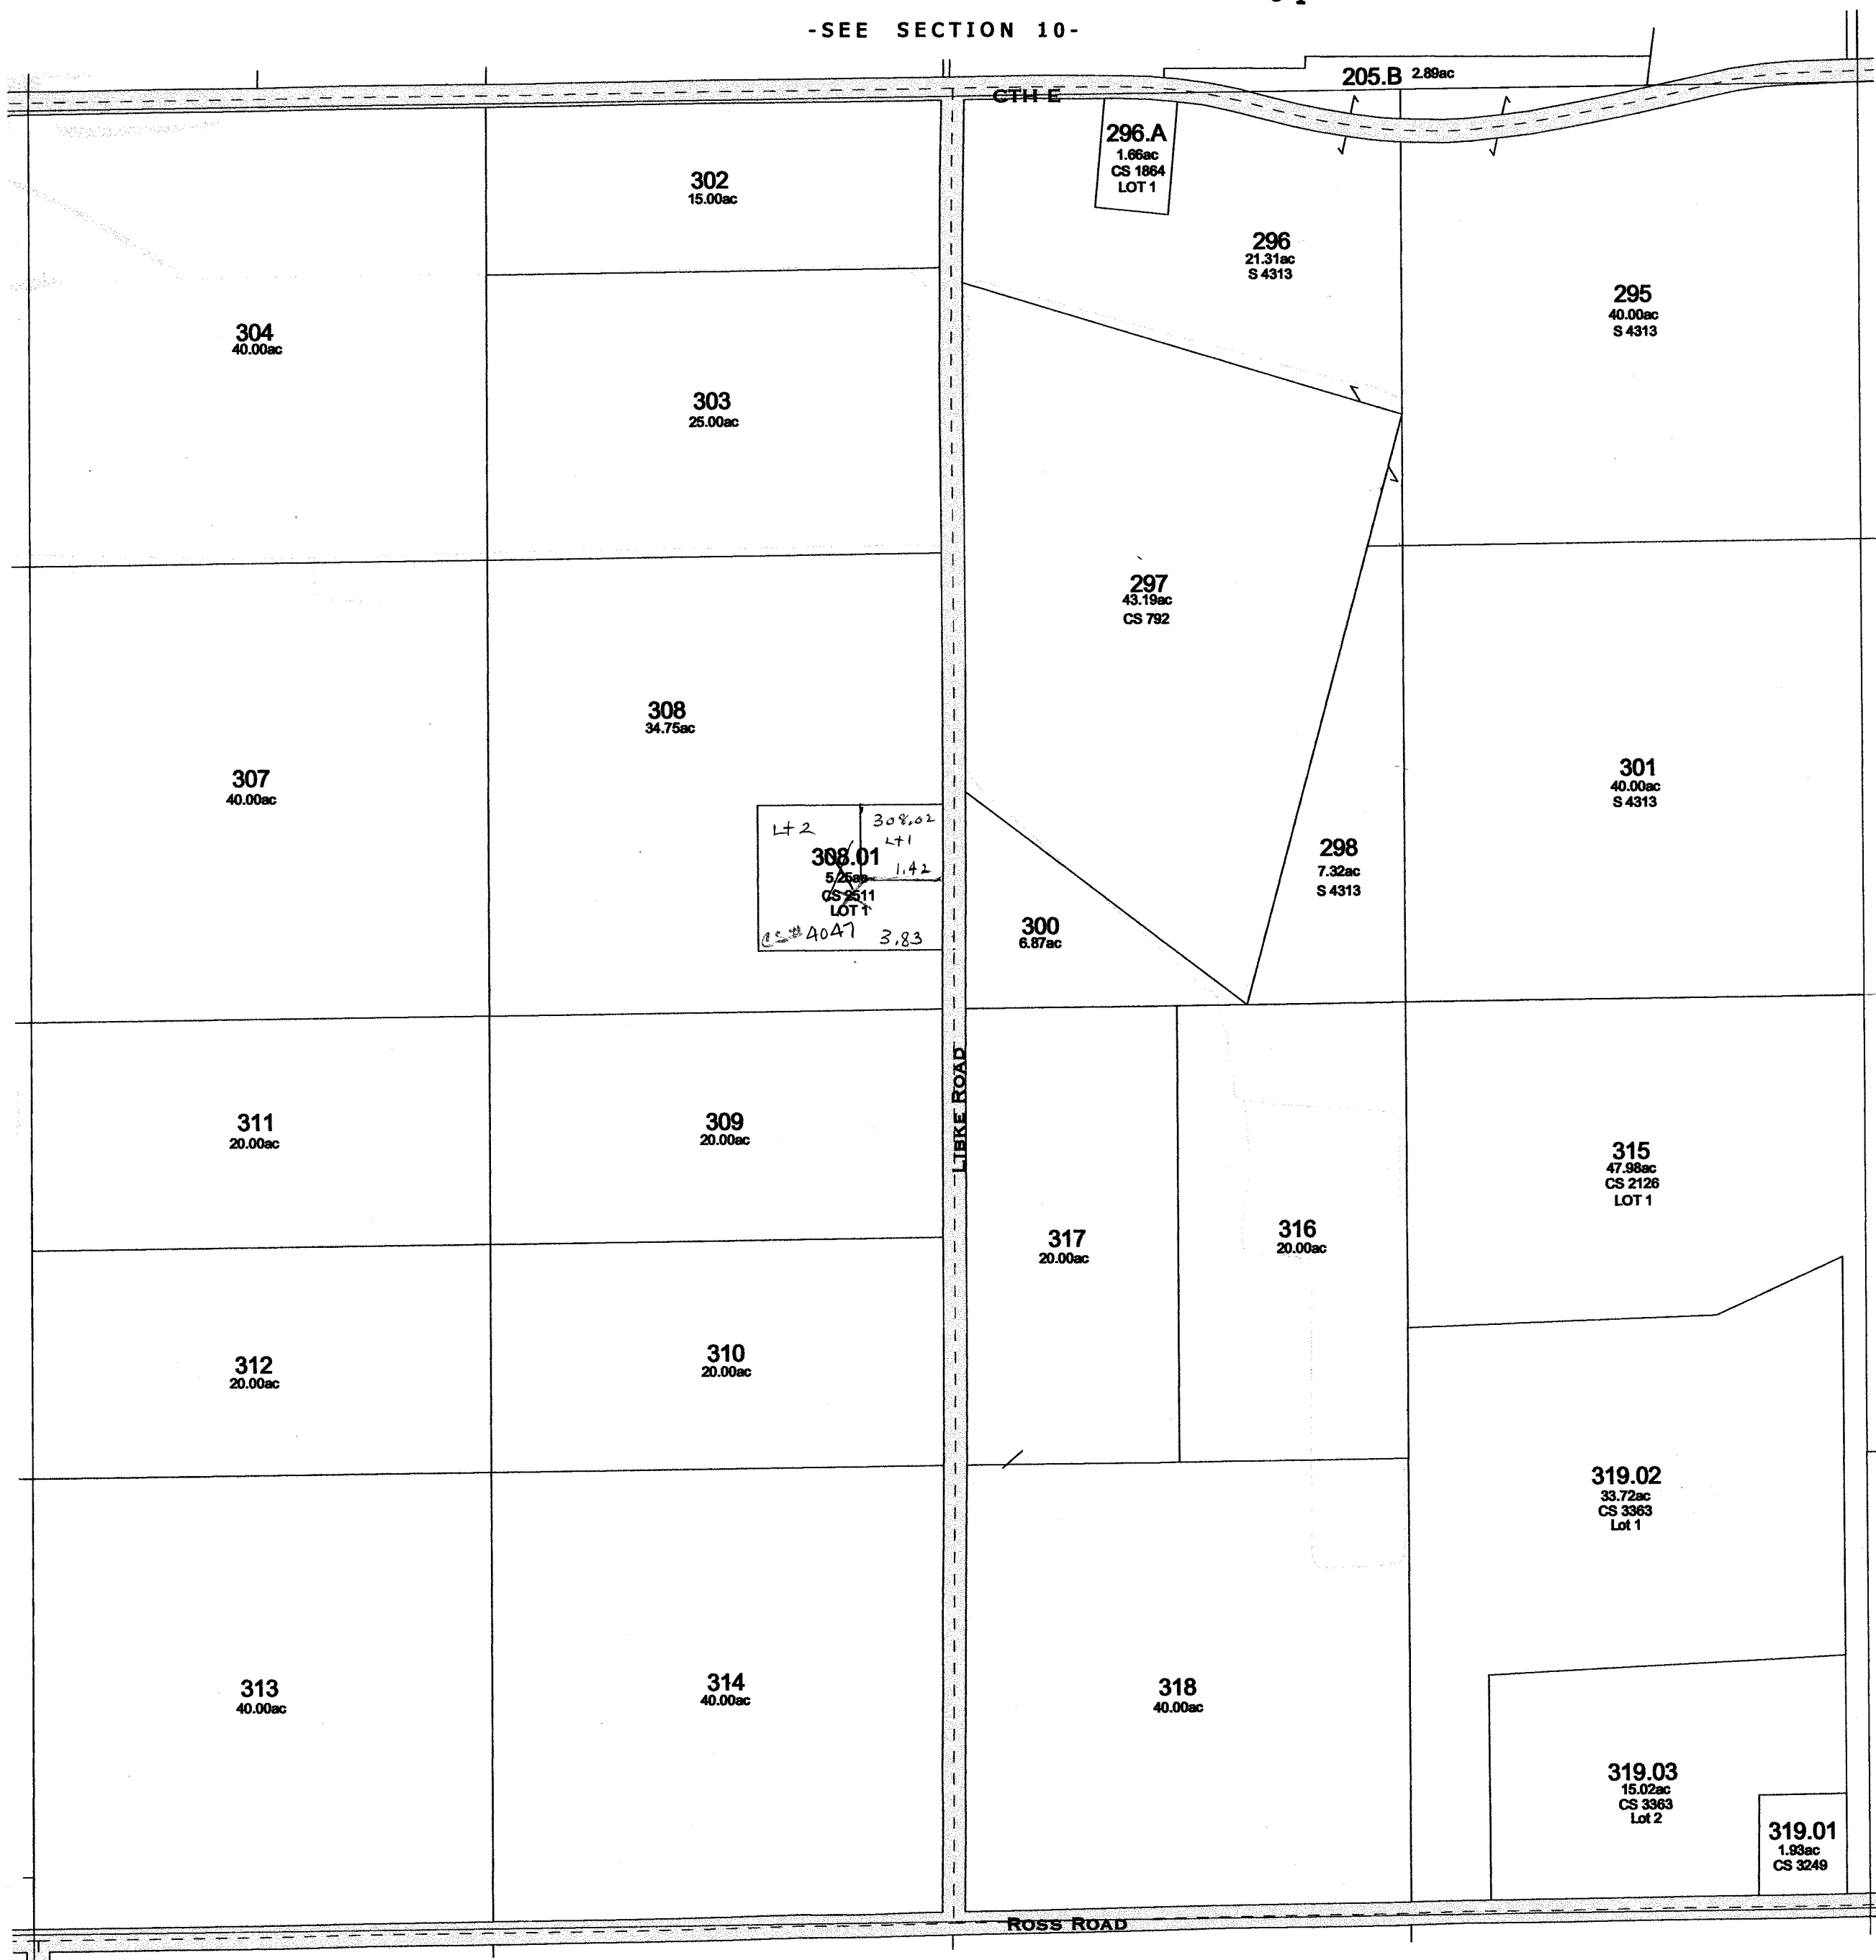 -SEE SECTION 10-
205.B 2.89ac
CTH E
296.A
1.66ac
CS 1864
LOT 1
302
15.00ac
296
21.31ac
S 4313
295
40.00ac
S 4313
304
40.00ac
303
25.00ac
297
43.19ac
CS 792
308
34.75ac
307
40.00ac
301
40.00ac
S 4313
Lt 2
308.02
Lt 1
1.42
308.01
5.25ac
CS 2511
LOT 1
CS# 4047
3.83
298
7.32ac
S 4313
300
6.87ac
LIBKE ROAD
311
20.00ac
309
20.00ac
315
47.98ac
CS 2126
LOT 1
317
20.00ac
316
20.00ac
312
20.00ac
310
20.00ac
319.02
33.72ac
CS 3363
Lot 1
313
40.00ac
314
40.00ac
318
40.00ac
319.03
15.02ac
CS 3363
Lot 2
319.01
1.93ac
CS 3249
ROSS ROAD